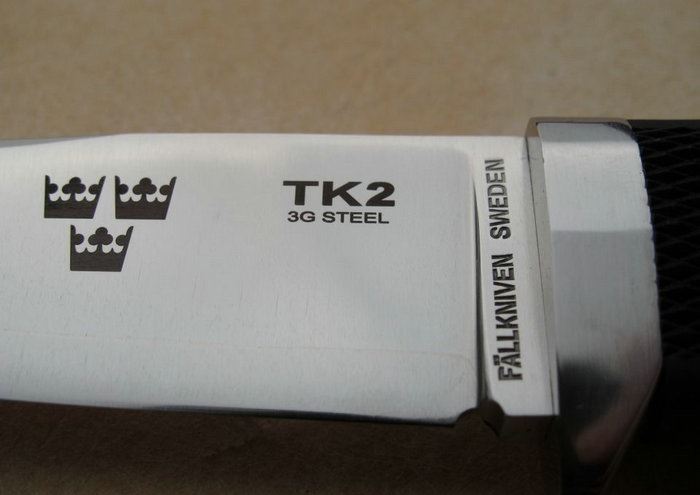 TK2
3G STEEL
FÄLLKNIVEN SWEDEN